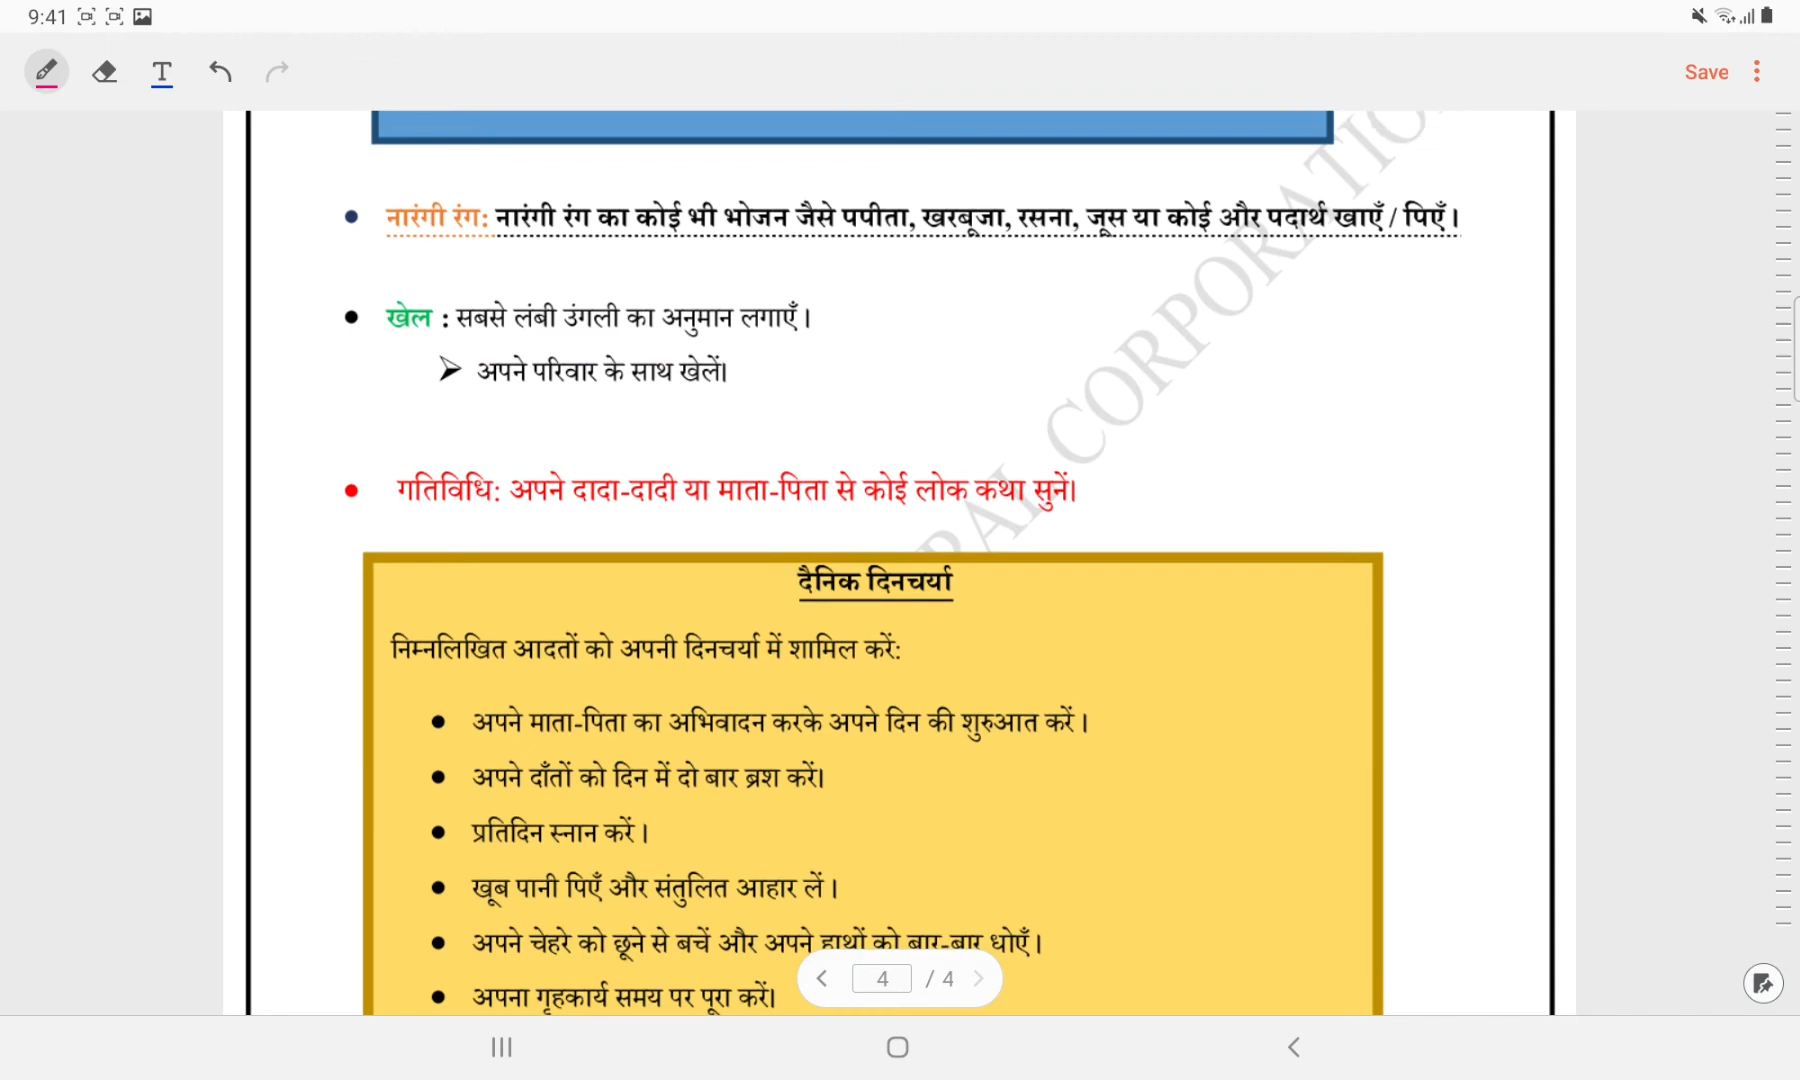 9:41
Save
नारंगी रंग: नारंगी रंग का कोई भी भोजन जैसे पपीता, खरबूजा, रसना, जूस या कोई और पदार्थ खाएँ / पिएँ।
खेल : सबसे लंबी उंगली का अनुमान लगाएँ।
अपने परिवार के साथ खेलें।
गतिविधि: अपने दादा-दादी या माता-पिता से कोई लोक कथा सुनें।
दैनिक दिनचर्या
निम्नलिखित आदतों को अपनी दिनचर्या में शामिल करें:
अपने माता-पिता का अभिवादन करके अपने दिन की शुरुआत करें।
अपने दाँतों को दिन में दो बार ब्रश करें।
प्रतिदिन स्नान करें।
खूब पानी पिएँ और संतुलित आहार लें।
अपने चेहरे को छूने से बचें और अपने हाथों को बार-बार धोएँ।
अपना गृहकार्य समय पर पूरा करें।
4 / 4
CORPORATIO